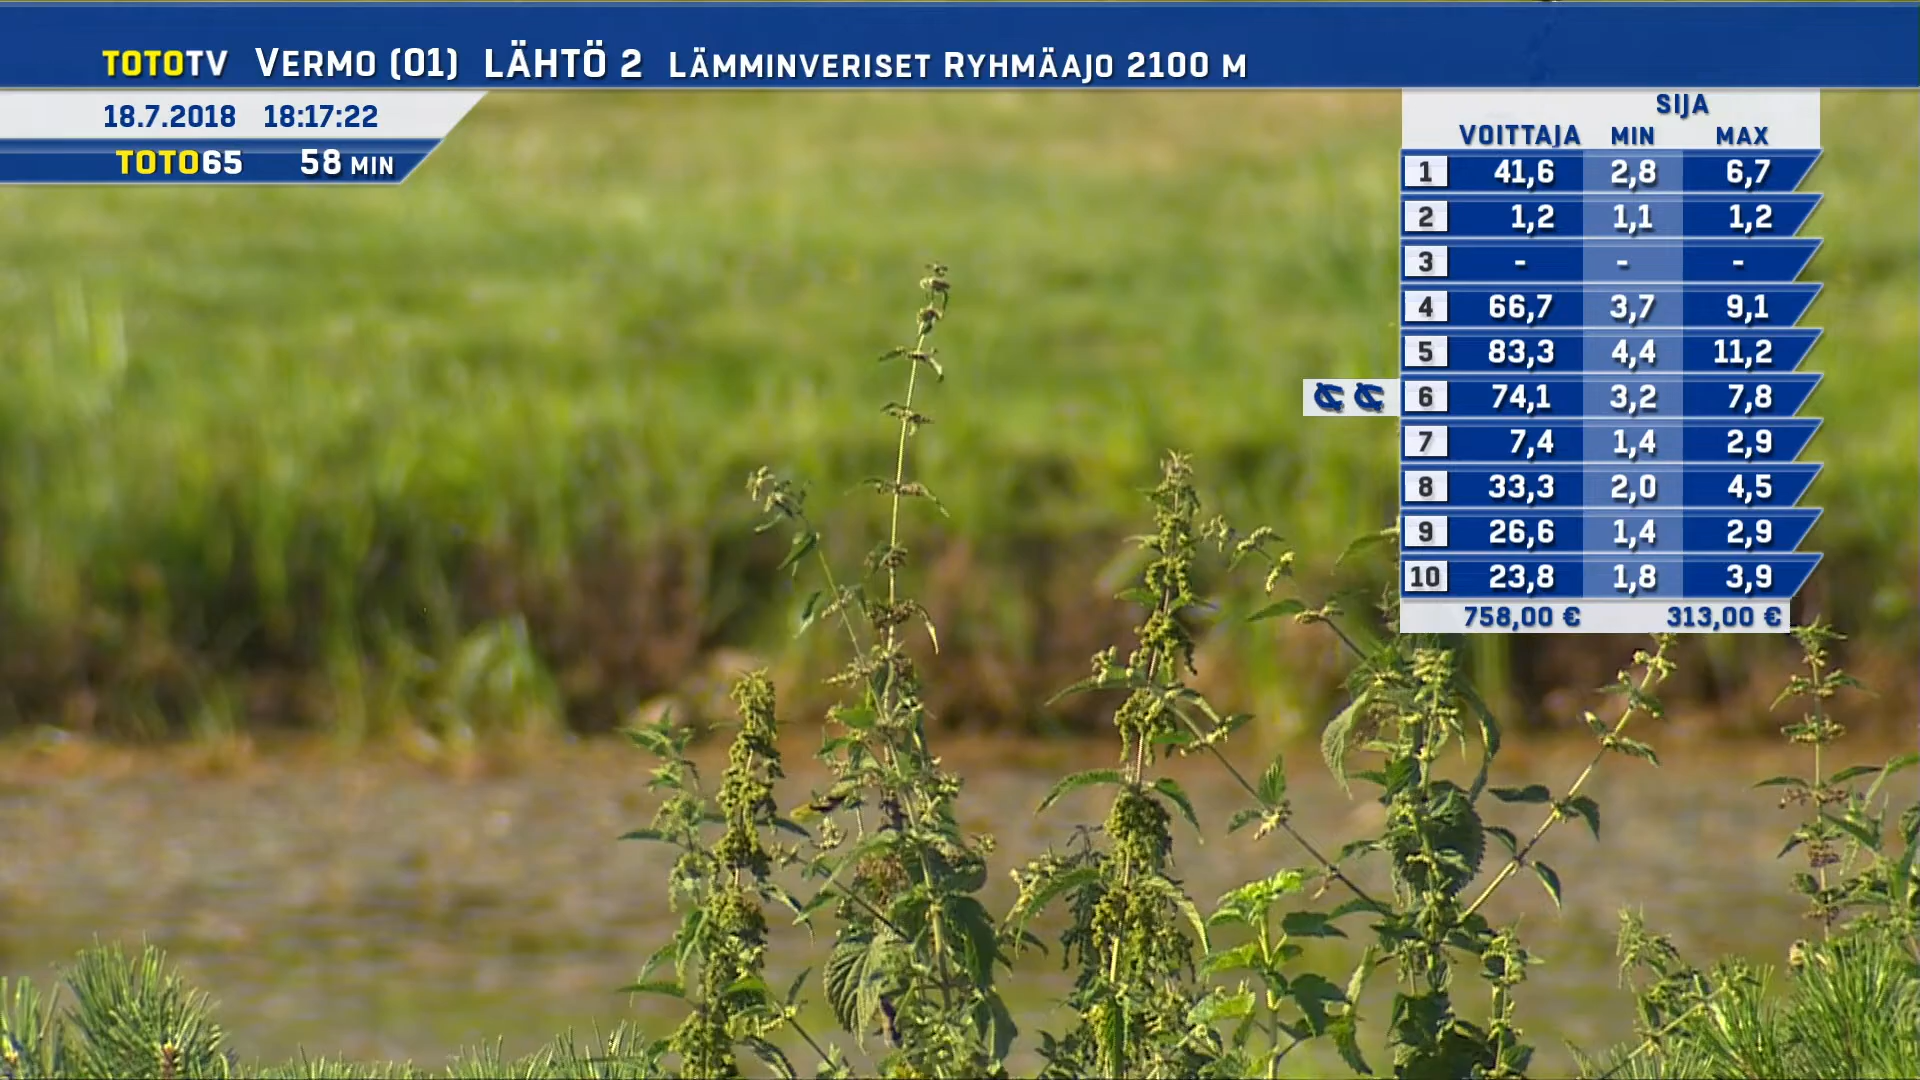 TOTOTV VERMO (01) LÄHTÖ 2 LÄMMINVERISET RYHMÄAJO 2100 M
18.7.2018 18:17:22
TOTO65 58 MIN
SIJA
VOITTAJA MIN MAX
1 41,6 2,8 6,7
2 1,2 1,1 1,2
3 - - -
4 66,7 3,7 9,1
5 83,3 4,4 11,2
6 74,1 3,2 7,8
7 7,4 1,4 2,9
8 33,3 2,0 4,5
9 26,6 1,4 2,9
10 23,8 1,8 3,9
758,00 € 313,00 €